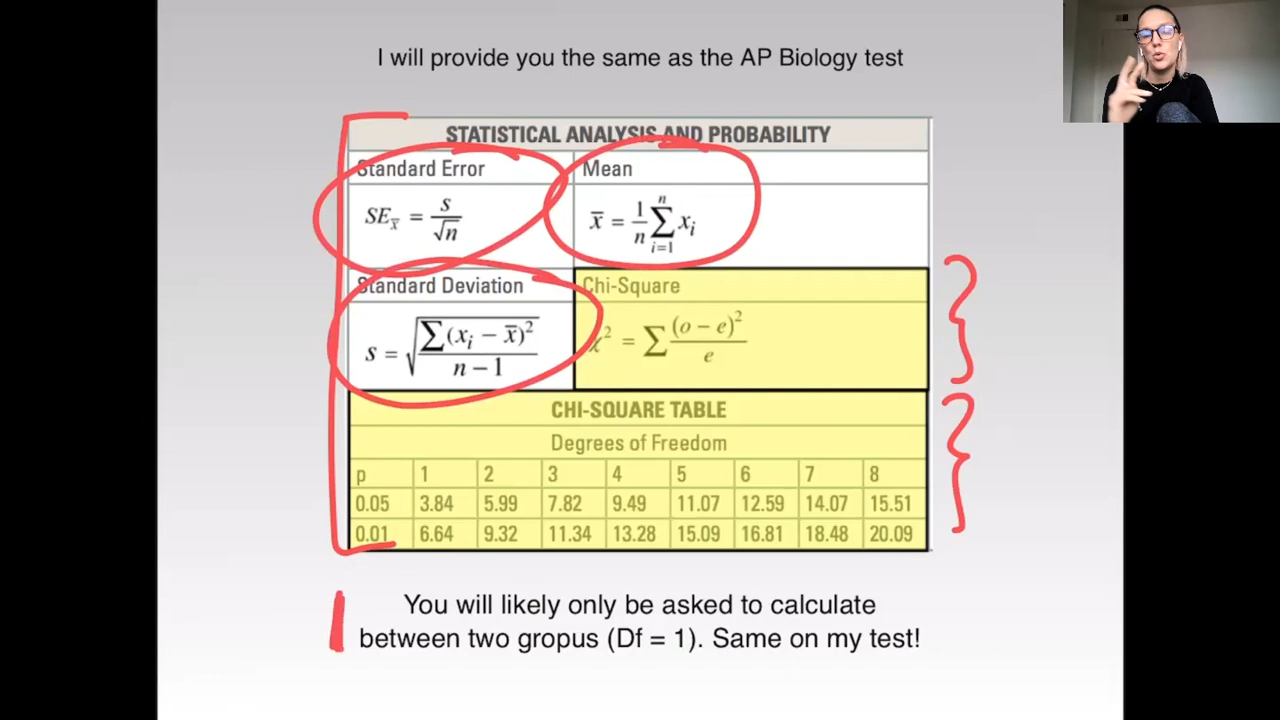 I will provide you the same as the AP Biology test
STATISTICAL ANALYSIS AND PROBABILITY
Standard Error Mean
SE_x̄ = s/√n x̄ = 1/n ∑_{i=1}^{n} x_i
Standard Deviation Chi-Square
s = √(∑(x_i − x̄)²/(n − 1)) χ² = ∑ (o − e)²/e
CHI-SQUARE TABLE
Degrees of Freedom
p 1 2 3 4 5 6 7 8
0.05 3.84 5.99 7.82 9.49 11.07 12.59 14.07 15.51
0.01 6.64 9.32 11.34 13.28 15.09 16.81 18.48 20.09
You will likely only be asked to calculate
between two gropus (Df = 1). Same on my test!